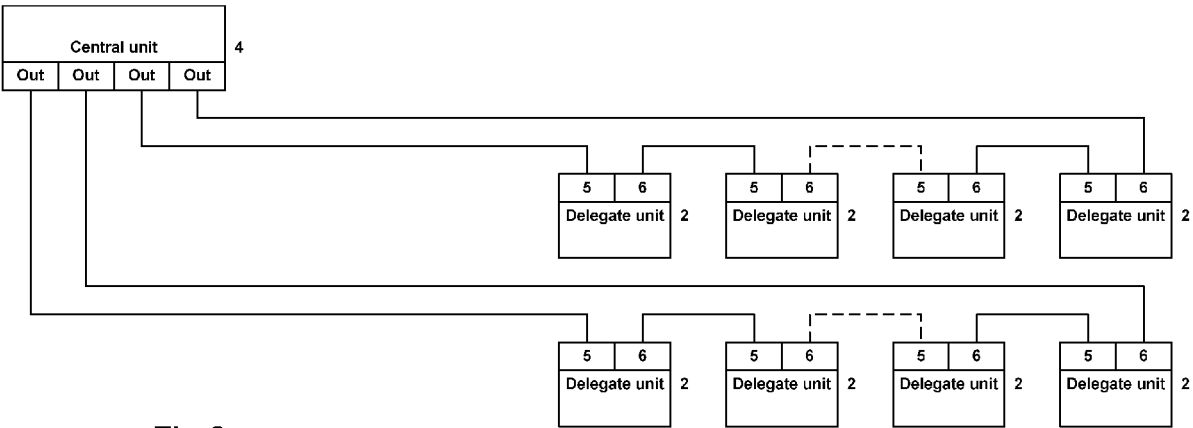 Central unit 4
Out Out Out Out
5 6 5 6 5 6 5 6
Delegate unit 2 Delegate unit 2 Delegate unit 2 Delegate unit 2
5 6 5 6 5 6 5 6
Delegate unit 2 Delegate unit 2 Delegate unit 2 Delegate unit 2